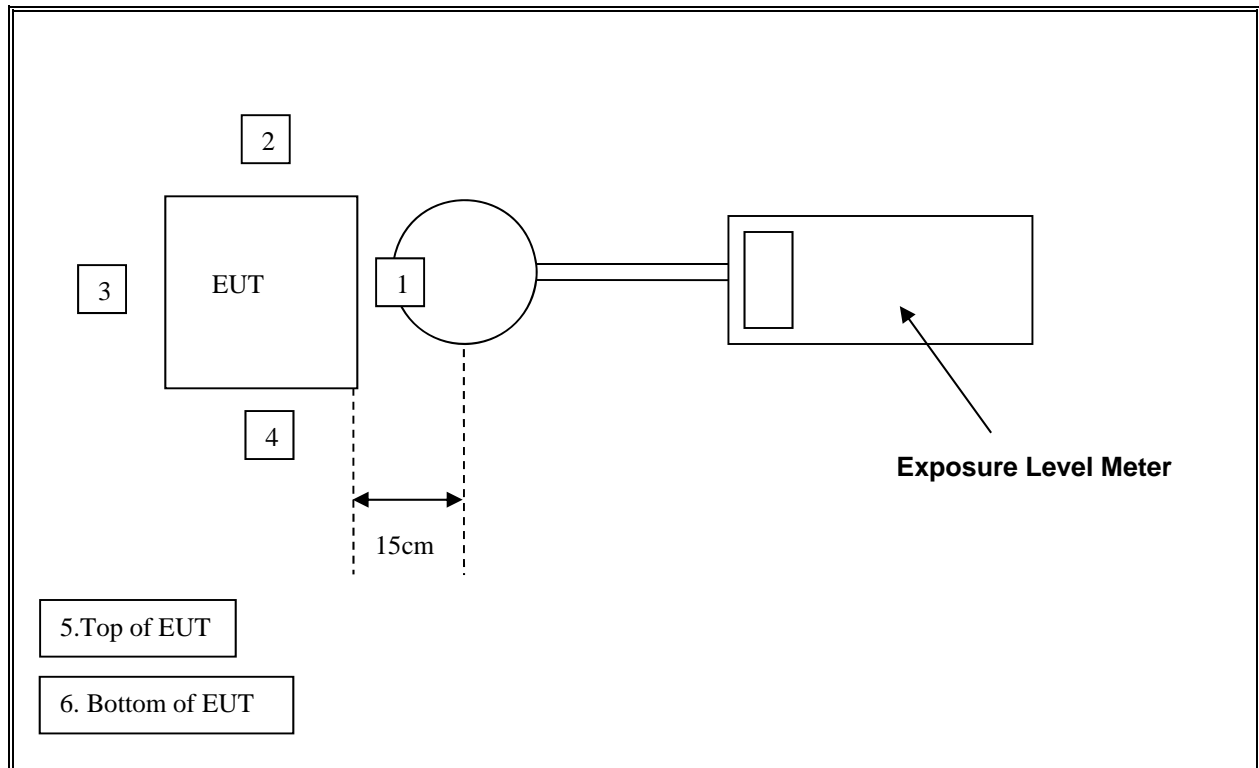 2
EUT
1
3
4
Exposure Level Meter
15cm
5.Top of EUT
6. Bottom of EUT